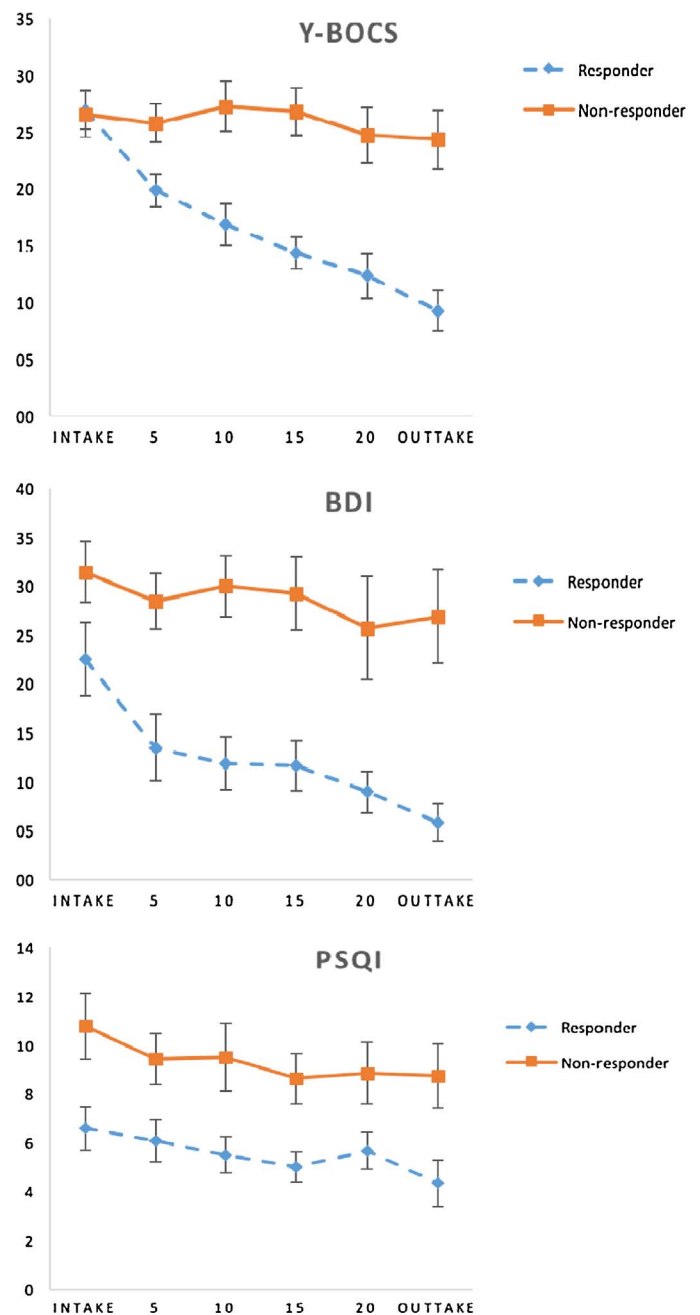 Y-BOCS
35
30
25
20
15
10
05
00
INTAKE 5 10 15 20 OUTTAKE
Responder
Non-responder
BDI
40
35
30
25
20
15
10
05
00
INTAKE 5 10 15 20 OUTTAKE
Responder
Non-responder
PSQI
14
12
10
8
6
4
2
0
INTAKE 5 10 15 20 OUTTAKE
Responder
Non-responder